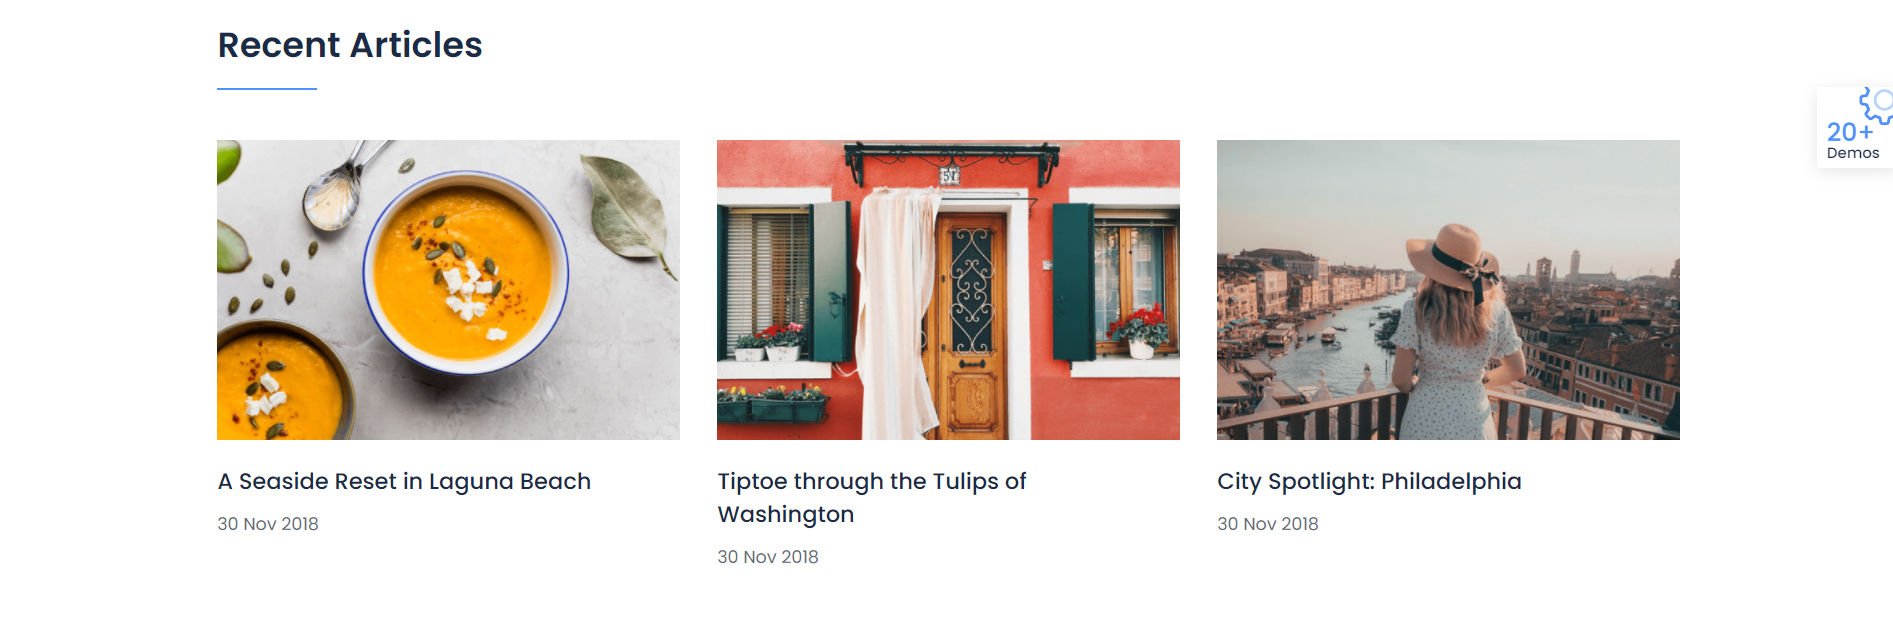 Recent Articles
20+
Demos
57
A Seaside Reset in Laguna Beach
30 Nov 2018
Tiptoe through the Tulips of
Washington
30 Nov 2018
City Spotlight: Philadelphia
30 Nov 2018